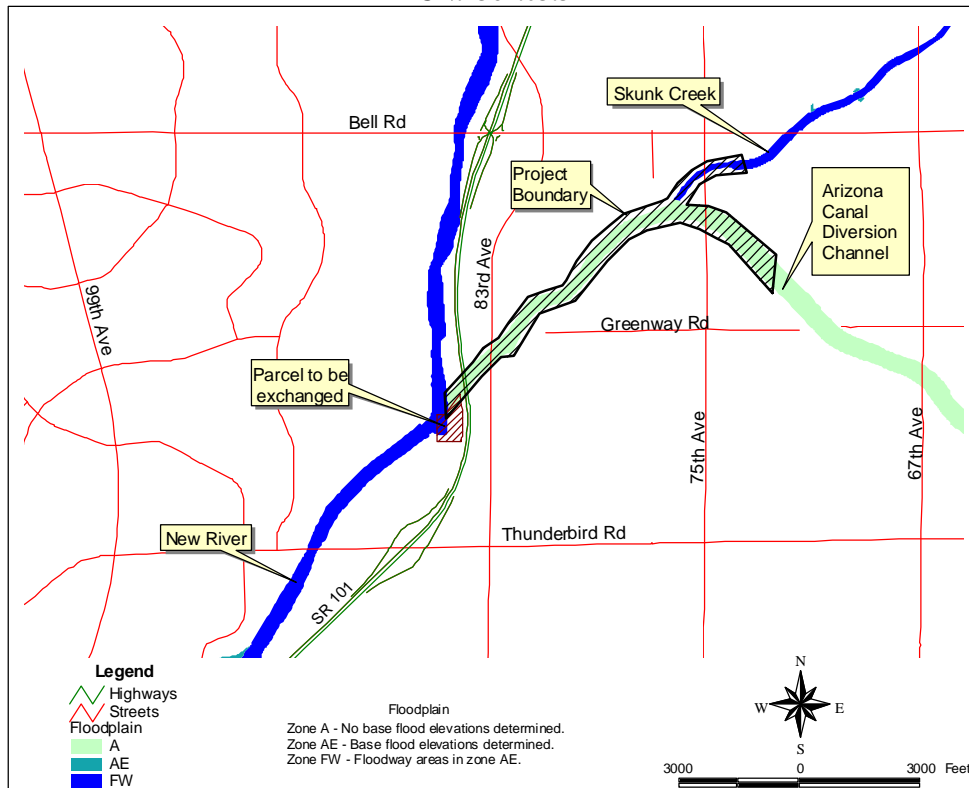 Bell Rd
Skunk Creek
Project
Boundary
Arizona
Canal
Diversion
Channel
83rd Ave
99th Ave
Greenway Rd
Parcel to be
exchanged
75th Ave
67th Ave
New River
Thunderbird Rd
SR 101
Legend
Highways
Streets
Floodplain
A
AE
FW
Floodplain
Zone A - No base flood elevations determined.
Zone AE - Base flood elevations determined.
Zone FW - Floodway areas in zone AE.
N
W
E
S
3000 0 3000 Feet